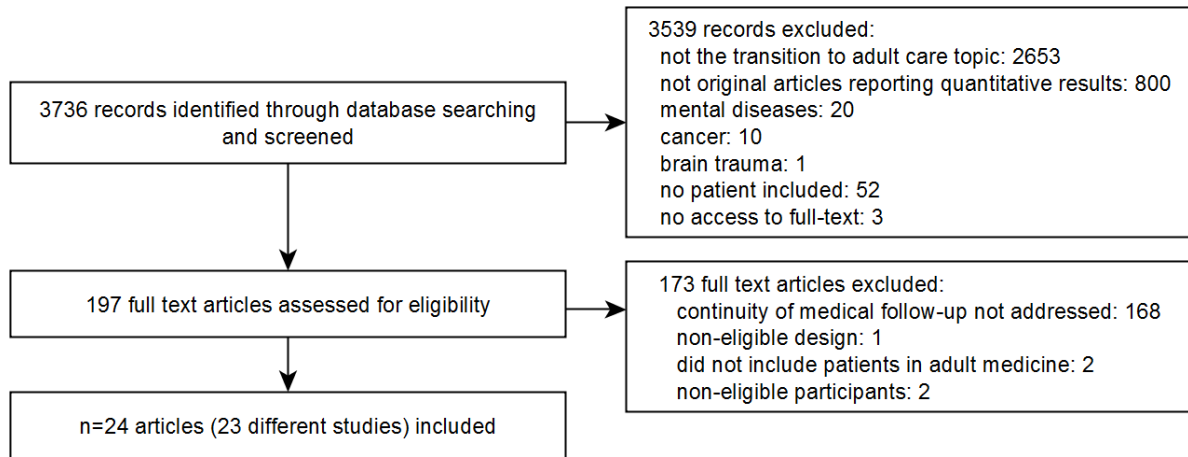 3736 records identified through database searching
and screened
3539 records excluded:
not the transition to adult care topic: 2653
not original articles reporting quantitative results: 800
mental diseases: 20
cancer: 10
brain trauma: 1
no patient included: 52
no access to full-text: 3
197 full text articles assessed for eligibility
173 full text articles excluded:
continuity of medical follow-up not addressed: 168
non-eligible design: 1
did not include patients in adult medicine: 2
non-eligible participants: 2
n=24 articles (23 different studies) included